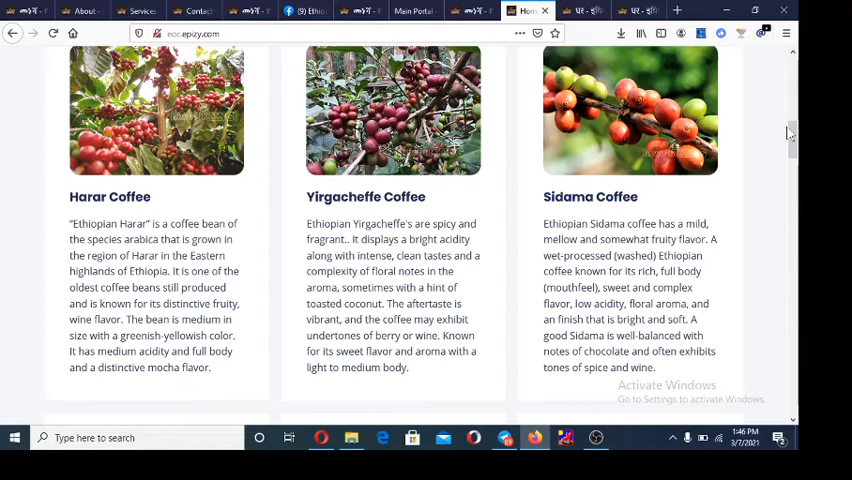 About -
Services
Contact
(9) Ethio
Main Portal
Hom
eoc.epizy.com
Harar Coffee
"Ethiopian Harar" is a coffee bean of
the species arabica that is grown in
the region of Harar in the Eastern
highlands of Ethiopia. It is one of the
oldest coffee beans still produced
and is known for its distinctive fruity,
wine flavor. The bean is medium in
size with a greenish-yellowish color.
It has medium acidity and full body
and a distinctive mocha flavor.
Yirgacheffe Coffee
Ethiopian Yirgacheffe's are spicy and
fragrant.. It displays a bright acidity
along with intense, clean tastes and a
complexity of floral notes in the
aroma, sometimes with a hint of
toasted coconut. The aftertaste is
vibrant, and the coffee may exhibit
undertones of berry or wine. Known
for its sweet flavor and aroma with a
light to medium body.
Sidama Coffee
Ethiopian Sidama coffee has a mild,
mellow and somewhat fruity flavor. A
wet-processed (washed) Ethiopian
coffee known for its rich, full body
(mouthfeel), sweet and complex
flavor, low acidity, floral aroma, and
an finish that is bright and soft. A
good Sidama is well-balanced with
notes of chocolate and often exhibits
tones of spice and wine.
Activate Windows
Go to Settings to activate Windows.
Type here to search
1:46 PM
3/7/2021